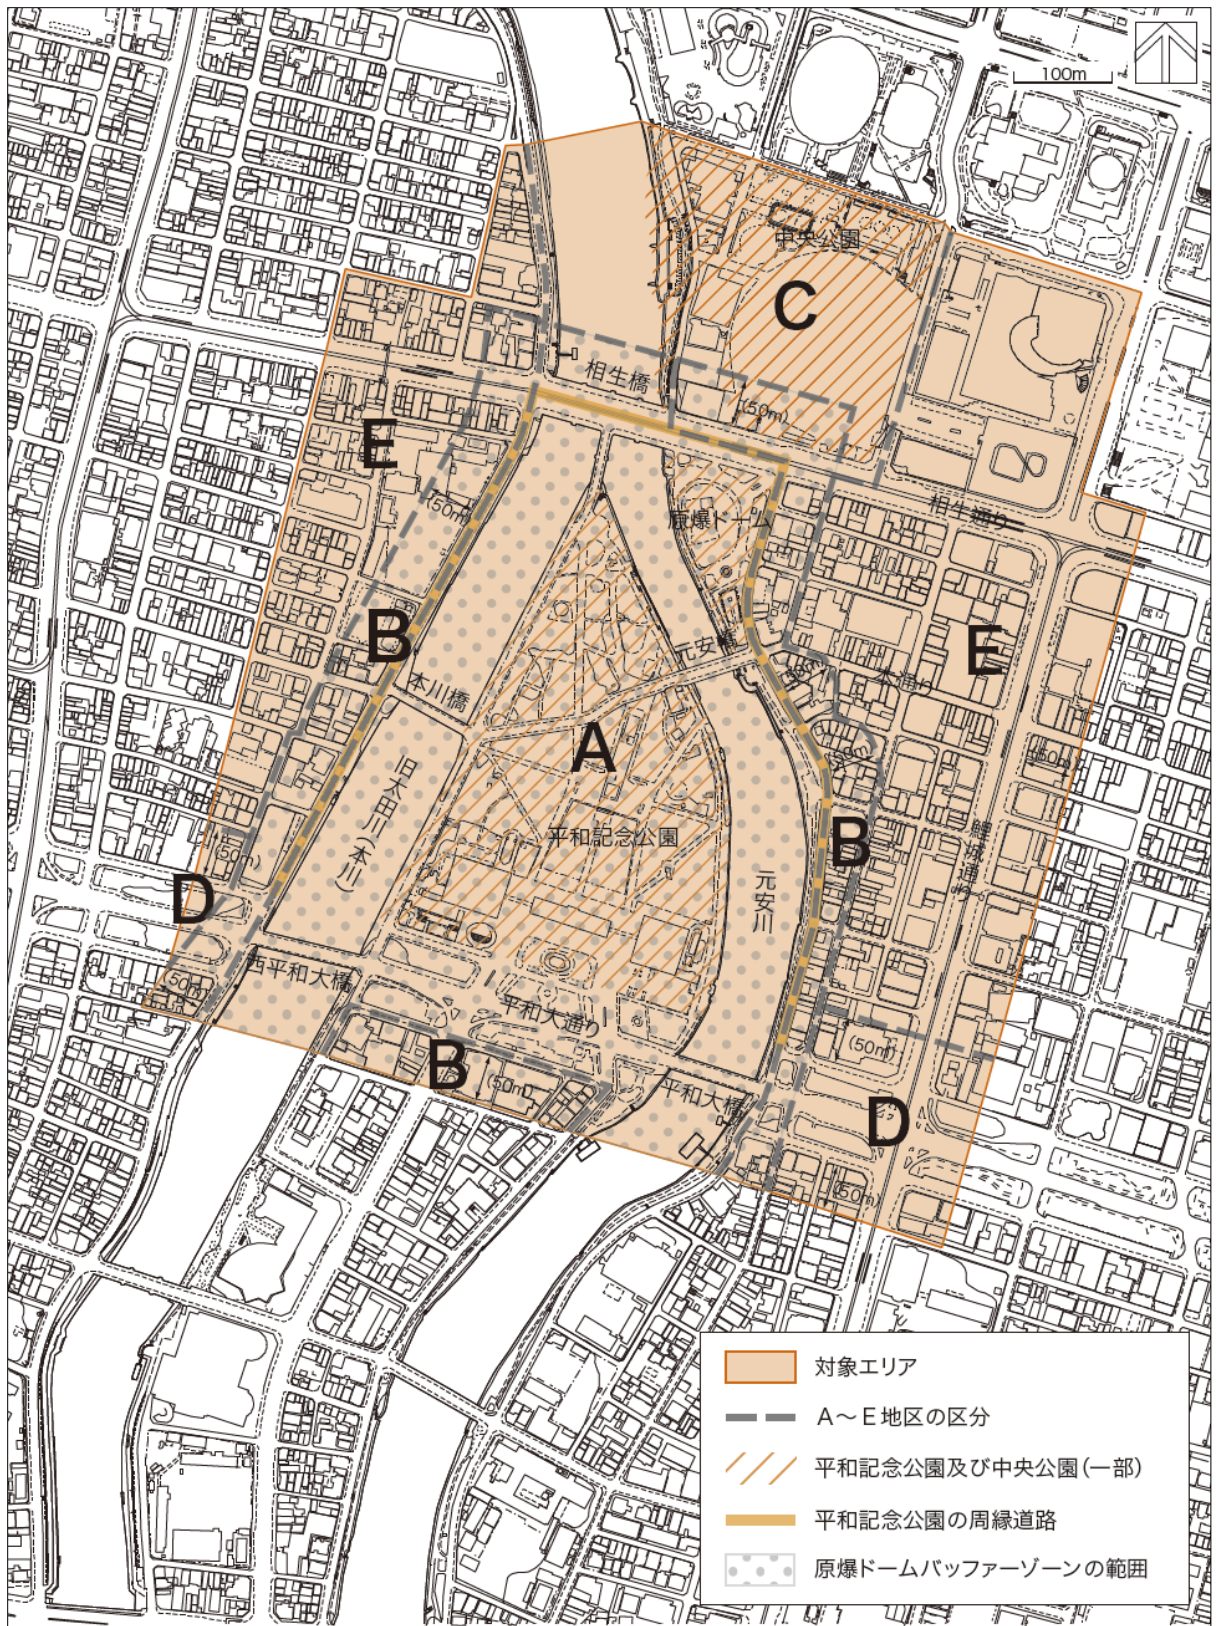 100m
中央公園
C
相生橋
(50m)
E
(50m)
相生通り
原爆ドーム
B
元安橋
E
(50m)
本通り
本川橋
A
(50m)
(50m)
旧太田川(本川)
平和記念公園
B
鯉城通り
(50m)
D
元安川
西平和大橋
(50m)
平和大通り
(50m)
B
(50m)
平和大橋
D
(50m)
対象エリア
A～E地区の区分
平和記念公園及び中央公園(一部)
平和記念公園の周縁道路
原爆ドームバッファーゾーンの範囲